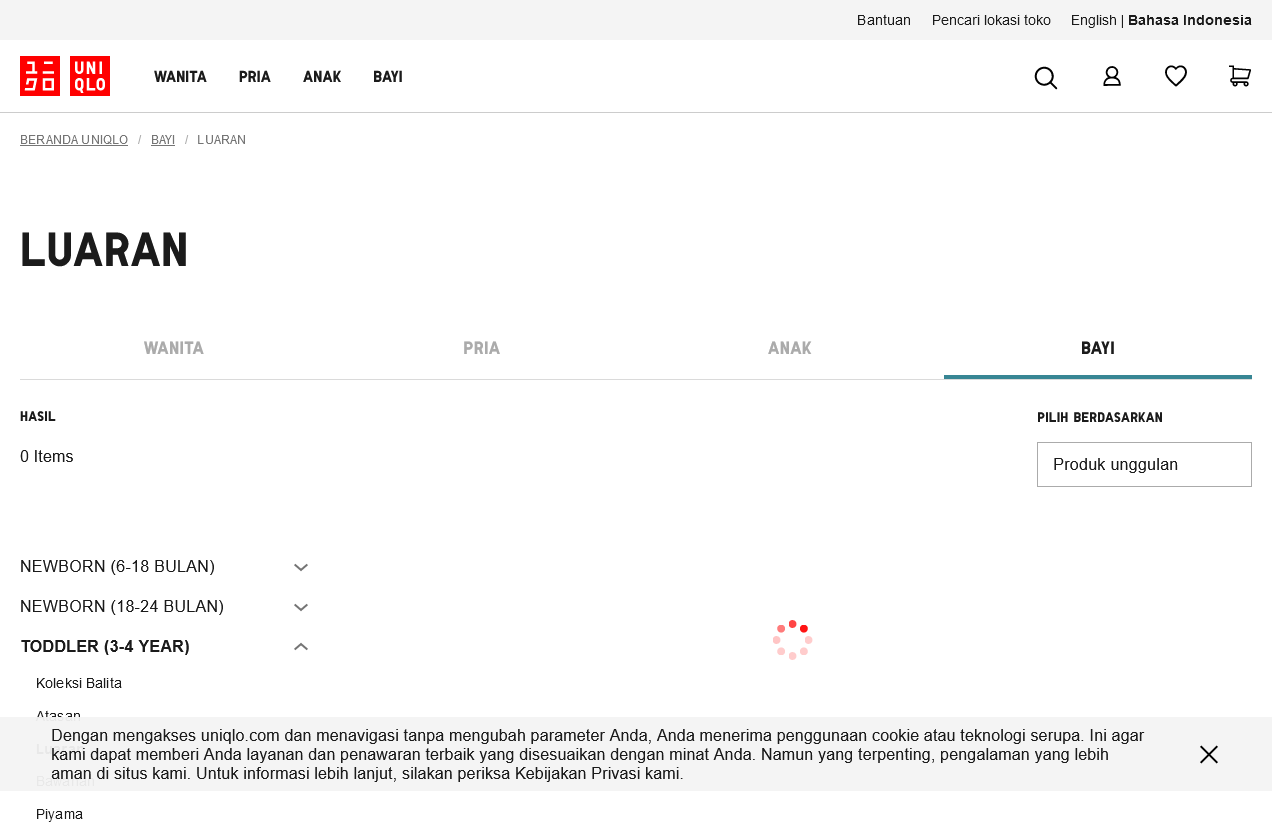 Bantuan Pencari lokasi toko English | Bahasa Indonesia
ユニクロ UNIQLO WANITA PRIA ANAK BAYI
BERANDA UNIQLO / BAYI / LUARAN
LUARAN
WANITA PRIA ANAK BAYI
HASIL
0 Items
PILIH BERDASARKAN
Produk unggulan
NEWBORN (6-18 BULAN)
NEWBORN (18-24 BULAN)
TODDLER (3-4 YEAR)
Koleksi Balita
Atasan
Dengan mengakses uniqlo.com dan menavigasi tanpa mengubah parameter Anda, Anda menerima penggunaan cookie atau teknologi serupa. Ini agar
kami dapat memberi Anda layanan dan penawaran terbaik yang disesuaikan dengan minat Anda. Namun yang terpenting, pengalaman yang lebih
aman di situs kami. Untuk informasi lebih lanjut, silakan periksa Kebijakan Privasi kami.
Piyama